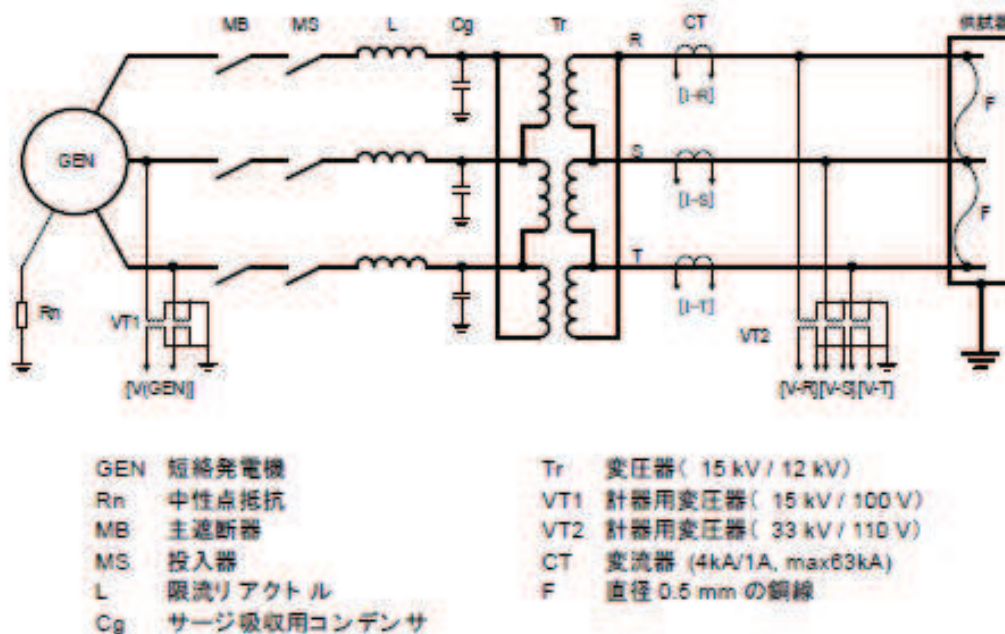 MB MS L Cg Tr R CT 供試器
[I-R]
F
GEN
S
[I-S]
F
T
Rn
VT1
[I-T]
VT2
[V(GEN)]
[V-R][V-S][V-T]
GEN 短絡発電機
Rn 中性点抵抗
MB 主遮断器
MS 投入器
L 限流リアクトル
Cg サージ吸収用コンデンサ
Tr 変圧器( 15 kV / 12 kV)
VT1 計器用変圧器( 15 kV / 100 V)
VT2 計器用変圧器( 33 kV / 110 V)
CT 変流器 (4kA/1A, max63kA)
F 直径 0.5 mm の銅線